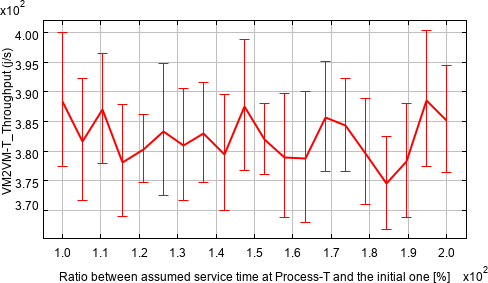 x10²
VM2VM-T_Throughput (j/s)
4.00
3.95
3.90
3.85
3.80
3.75
3.70
1.0 1.1 1.2 1.3 1.4 1.5 1.6 1.7 1.8 1.9 2.0
Ratio between assumed service time at Process-T and the initial one [%] x10²